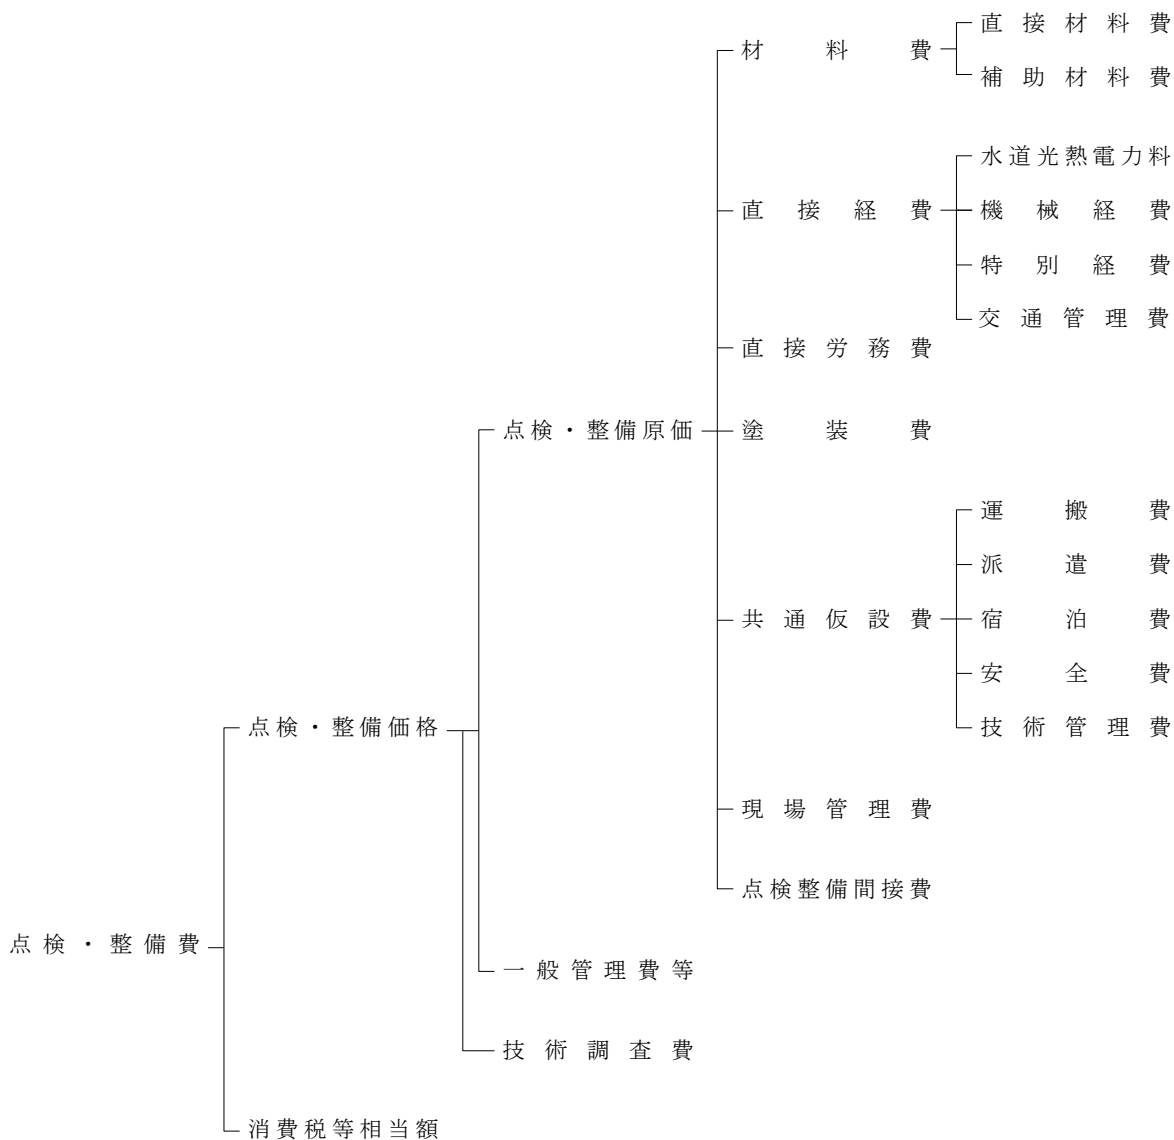 直接材料費
材料費
補助材料費
水道光熱電力料
直接経費
機械経費
特別経費
交通管理費
直接労務費
点検・整備原価
塗装費
運搬費
派遣費
共通仮設費
宿泊費
安全費
点検・整備価格
技術管理費
現場管理費
点検整備間接費
点検・整備費
一般管理費等
技術調査費
消費税等相当額